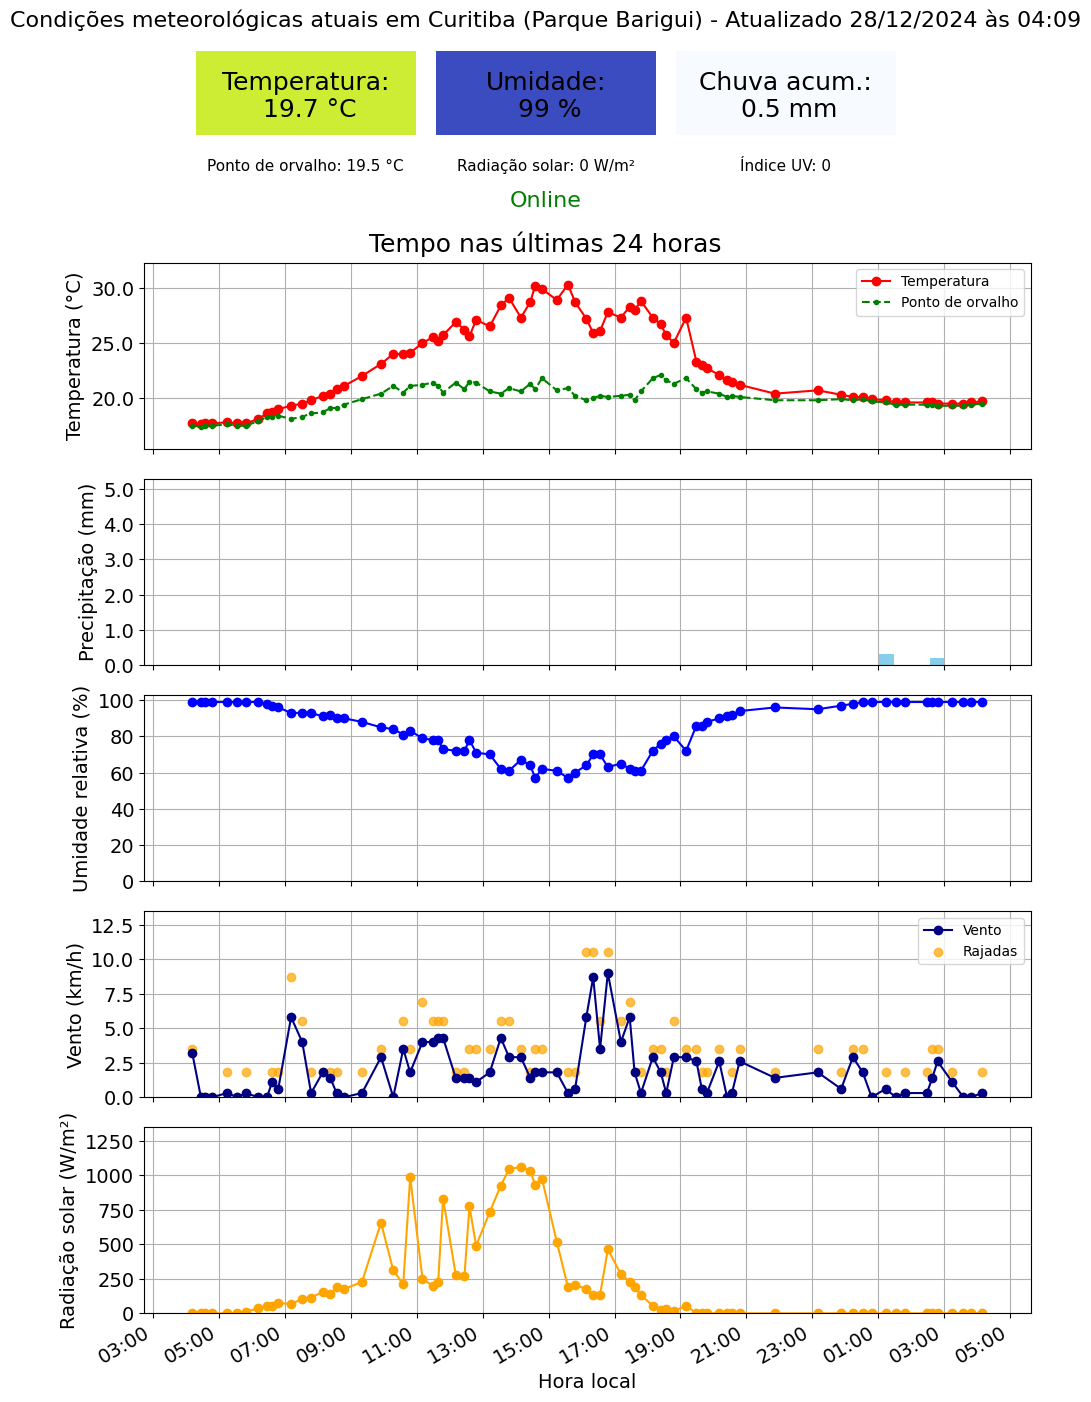 Condições meteorológicas atuais em Curitiba (Parque Barigui) - Atualizado 28/12/2024 às 04:09
Temperatura:
19.7 °C
Umidade:
99 %
Chuva acum.:
0.5 mm
Ponto de orvalho: 19.5 °C
Radiação solar: 0 W/m²
Índice UV: 0
Online
Tempo nas últimas 24 horas
Temperatura (°C)
30.0
25.0
20.0
Temperatura
Ponto de orvalho
Precipitação (mm)
5.0
4.0
3.0
2.0
1.0
0.0
Umidade relativa (%)
100
80
60
40
20
0
Vento (km/h)
12.5
10.0
7.5
5.0
2.5
0.0
Vento
Rajadas
Radiação solar (W/m²)
1250
1000
750
500
250
0
03:00 05:00 07:00 09:00 11:00 13:00 15:00 17:00 19:00 21:00 23:00 01:00 03:00 05:00
Hora local